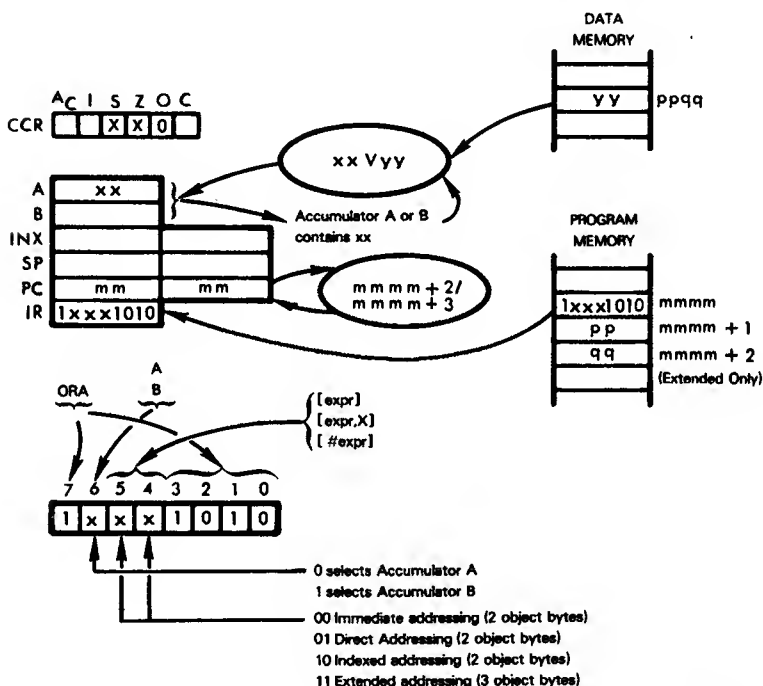 DATA
MEMORY
yy ppqq
AC I S Z O C
CCR X X 0
xx V yy
A xx
B
Accumulator A or B
contains xx
INX
SP
PC mm mm
mmmm + 2/
mmmm + 3
IR 1xxx1010
PROGRAM
MEMORY
1xxx1010 mmmm
pp mmmm + 1
qq mmmm + 2
(Extended Only)
ORA
A
B
[expr]
[expr,X]
[ #expr]
7 6 5 4 3 2 1 0
1 x x x 1 0 1 0
0 selects Accumulator A
1 selects Accumulator B
00 Immediate addressing (2 object bytes)
01 Direct Addressing (2 object bytes)
10 Indexed addressing (2 object bytes)
11 Extended addressing (3 object bytes)